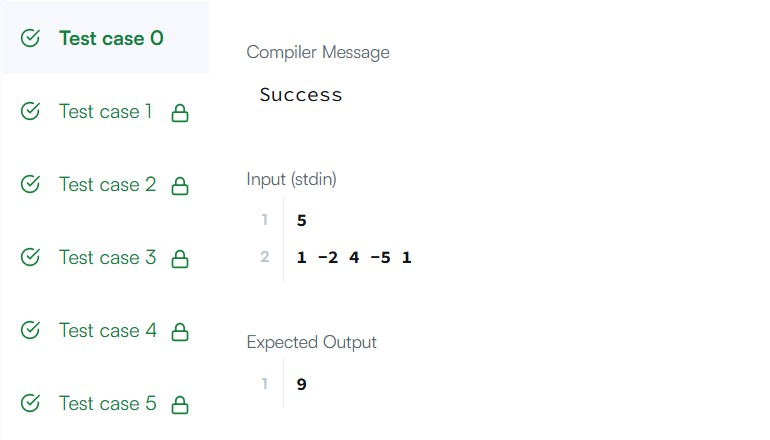 Test case 0
Test case 1
Test case 2
Test case 3
Test case 4
Test case 5
Compiler Message
Success
Input (stdin)
1 5
2 1 -2 4 -5 1
Expected Output
1 9